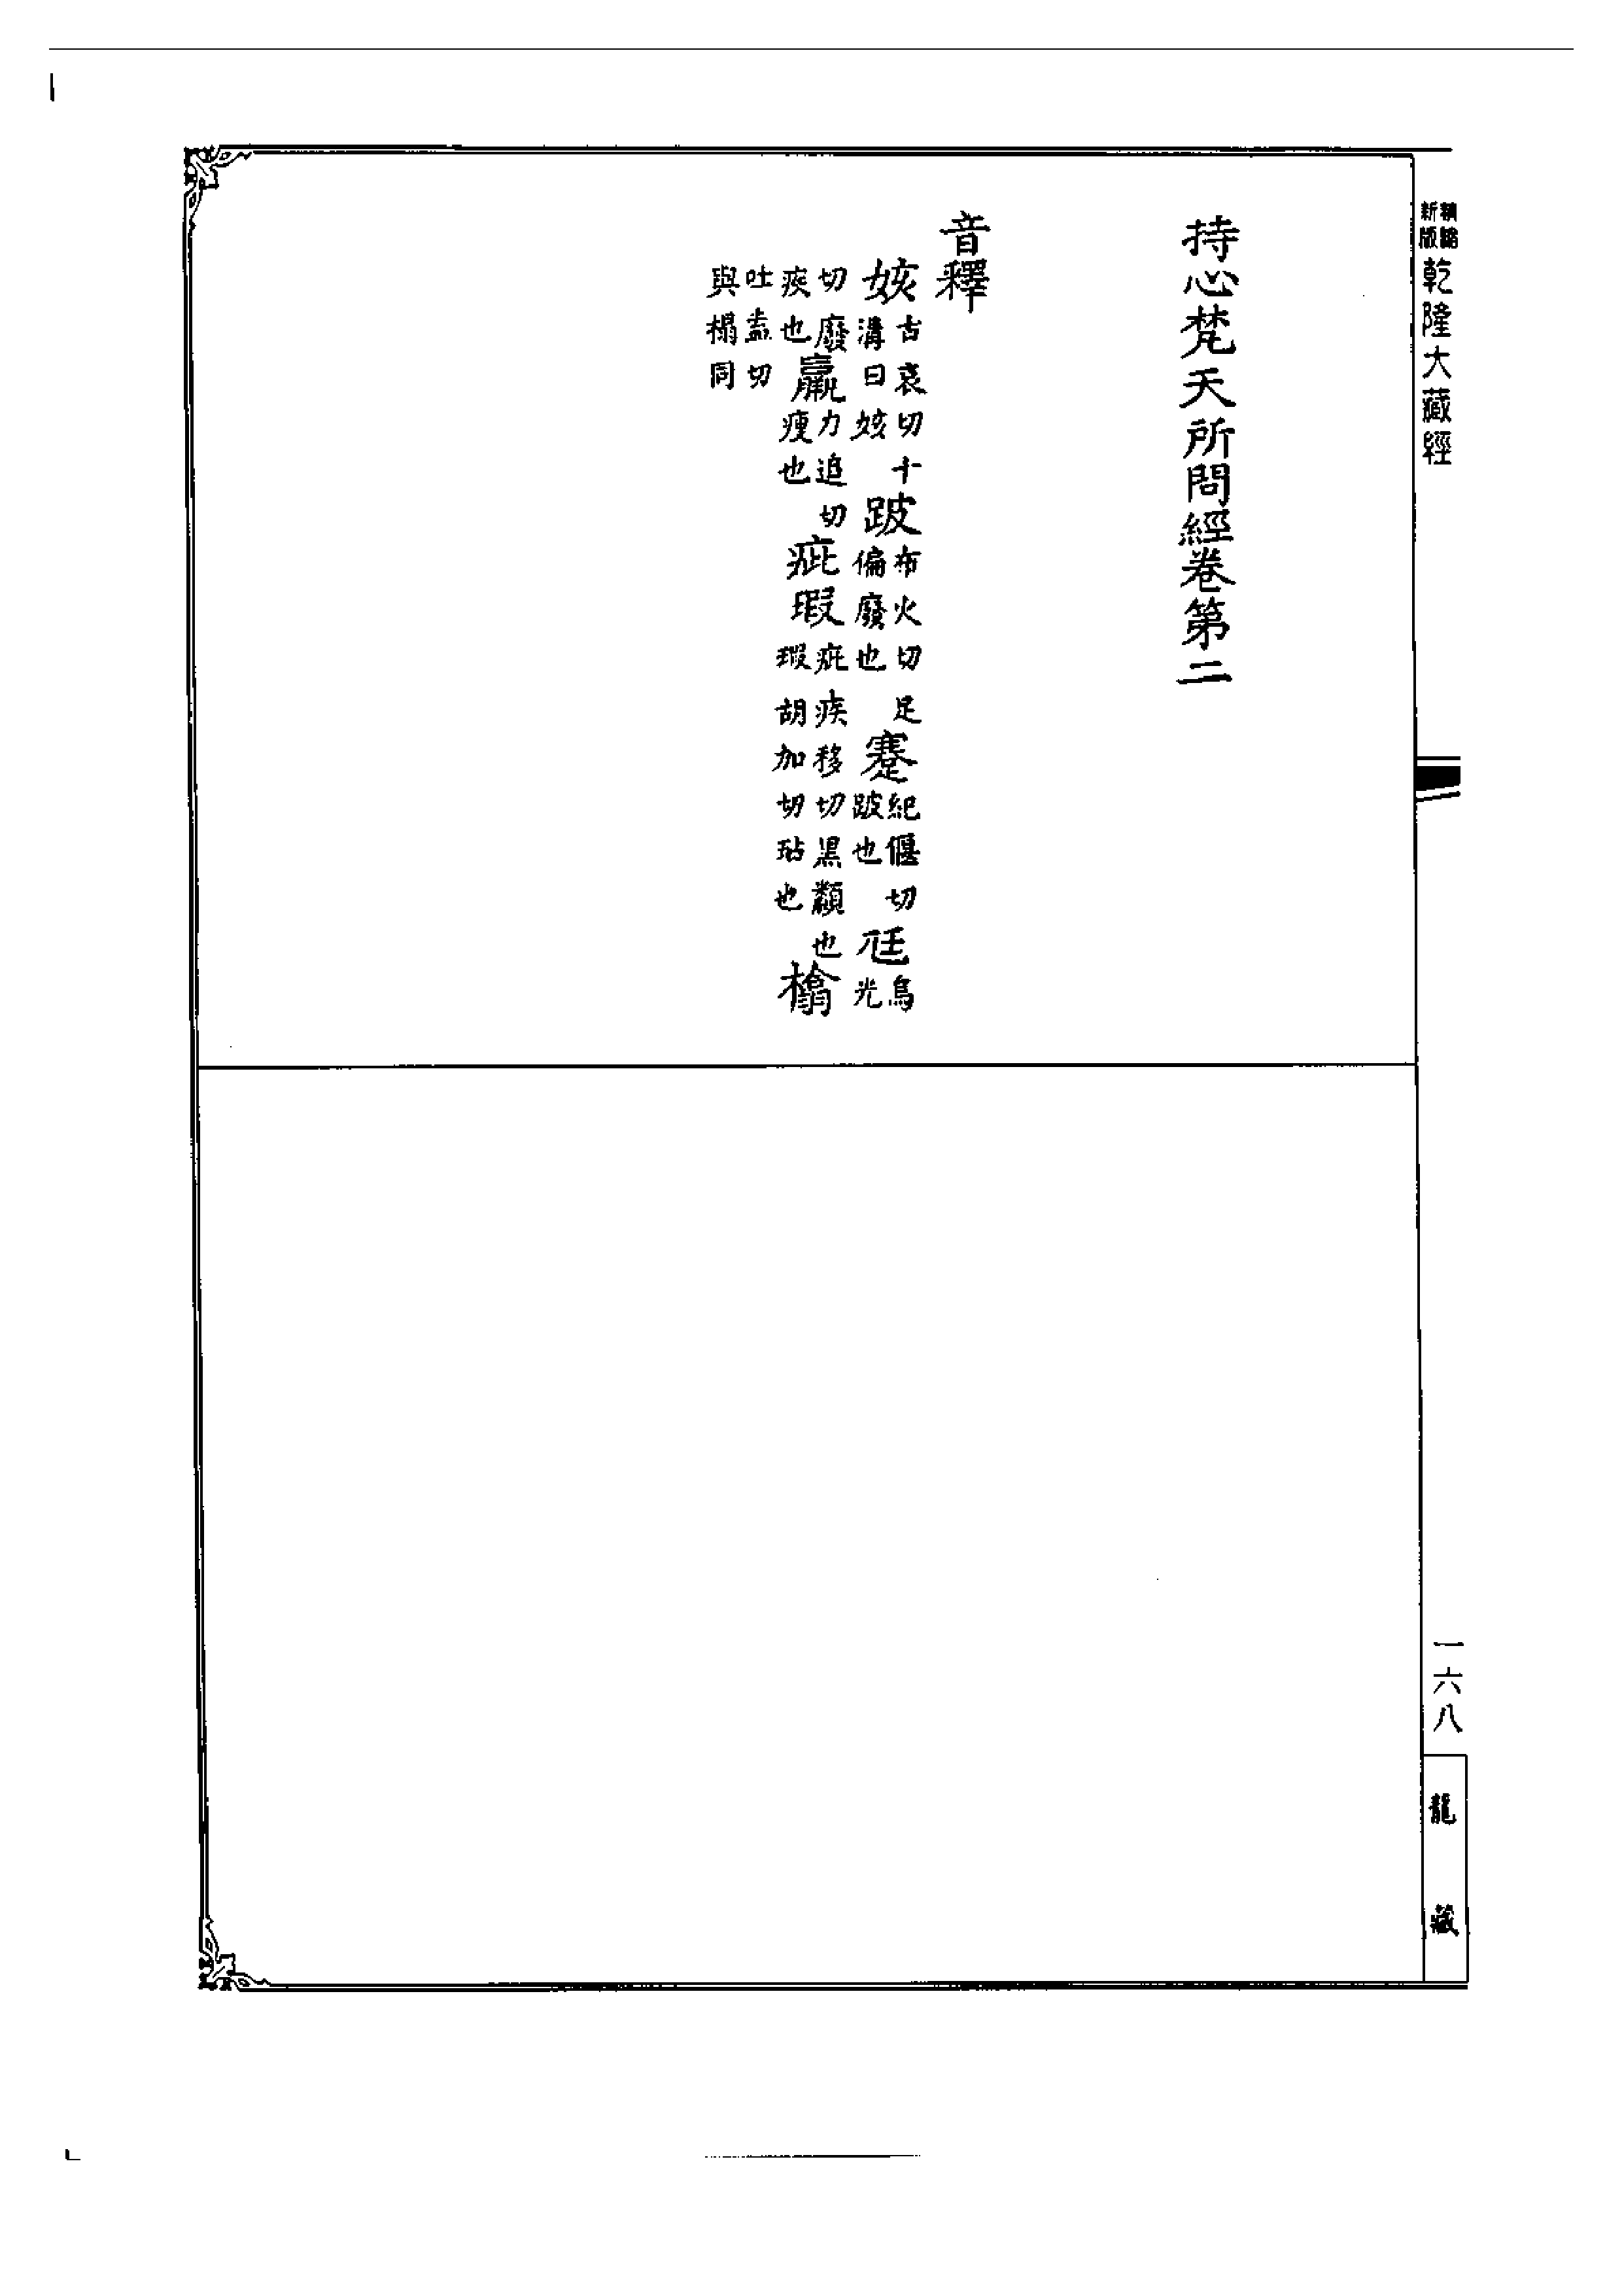 精縮
新版
乾隆大藏經
一六八
龍藏
持心梵天所問經卷第二
音釋
姟古哀切十溝曰姟跛布火切足偏廢也蹇紀偃切跛也尪烏光
切廢疾也羸力追切瘦也疵瑕疵疾移切黑纇也瑕胡加切玷也㯓
吐盍切與榻同